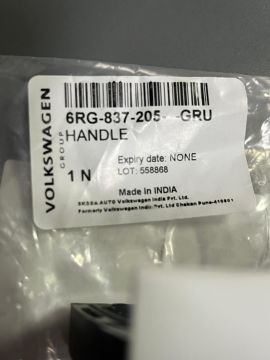 VOLKSWAGEN
GROUP
6RG-837-205- -GRU
HANDLE
Expiry date: NONE
1 N
LOT: 558868
Made in INDIA
SKODA AUTO Volkswagen India Pvt. Ltd.
Formerly Volkswagen India Pvt. Ltd Chakan Pune-410501